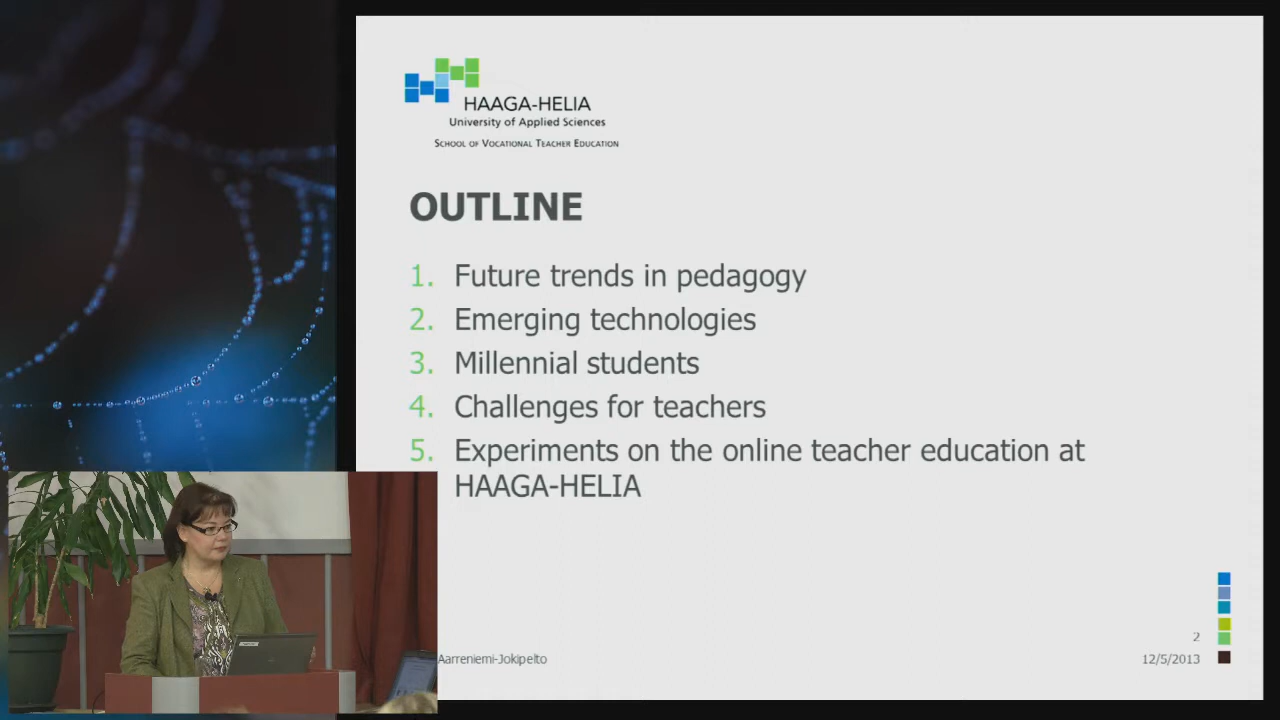 HAAGA-HELIA
University of Applied Sciences
SCHOOL OF VOCATIONAL TEACHER EDUCATION
OUTLINE
1. Future trends in pedagogy
2. Emerging technologies
3. Millennial students
4. Challenges for teachers
5. Experiments on the online teacher education at
HAAGA-HELIA
2
Aarreniemi-Jokipelto
12/5/2013